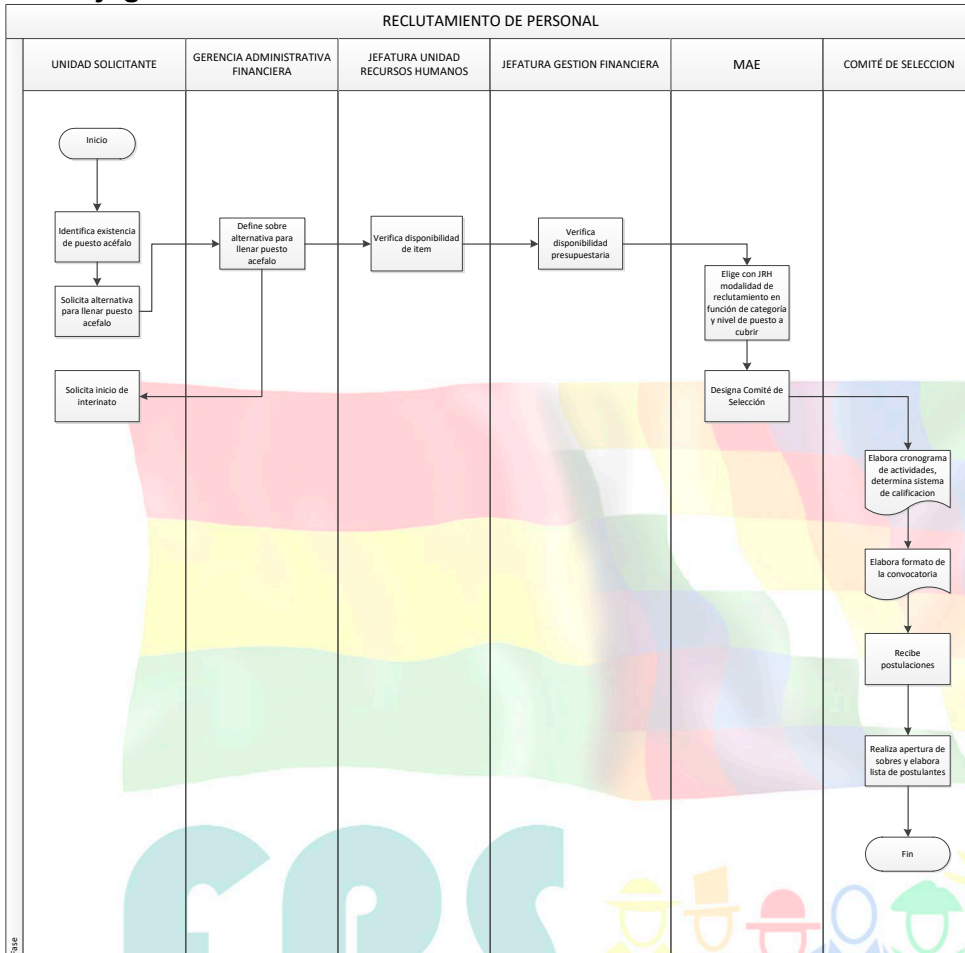 RECLUTAMIENTO DE PERSONAL
UNIDAD SOLICITANTE
GERENCIA ADMINISTRATIVA
FINANCIERA
JEFATURA UNIDAD
RECURSOS HUMANOS
JEFATURA GESTION FINANCIERA
MAE
COMITÉ DE SELECCION
Inicio
Identifica existencia
de puesto acéfalo
Solicita alternativa
para llenar puesto
acefalo
Solicita inicio de
interinato
Define sobre
alternativa para
llenar puesto
acefalo
Verifica disponibilidad
de item
Verifica
disponibilidad
presupuestaria
Elige con JRH
modalidad de
reclutamiento en
función de categoría
y nivel de puesto a
cubrir
Designa Comité de
Selección
Elabora cronograma
de actividades,
determina sistema
de calificacion
Elabora formato de
la convocatoria
Recibe
postulaciones
Realiza apertura de
sobres y elabora
lista de postulantes
Fin
Fase
FPS